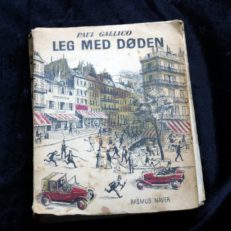 PAUL GALLICO
LEG MED DØDEN
RASMUS NAVER